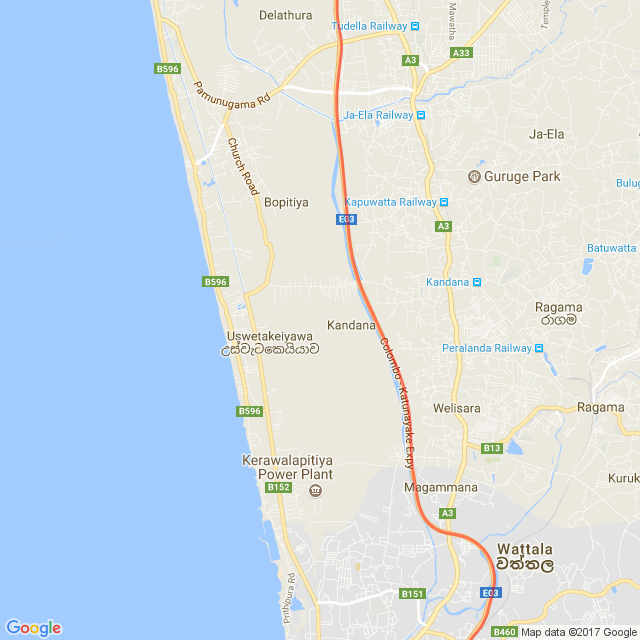 Delathura
Tudella Railway
Mawatha
Temple
A33
A3
B596
Pamunugama Rd
Ja-Ela Railway
Ja-Ela
Church Road
Guruge Park
Bulug
Bopitiya
Kapuwatta Railway
E03
A3
Batuwatta
B596
Kandana
Ragama
රාගම
Kandana
Uswetakeiyawa
උස්වැටකෙයියාව
Colombo - Katunayake Expy
Peralanda Railway
B596
Welisara
Ragama
B13
Kerawalapitiya
Power Plant
Kuruk
B152
Magammana
A3
Wattala
වත්තල
Prithipura Rd
B151
E03
B460
Google
Map data ©2017 Google